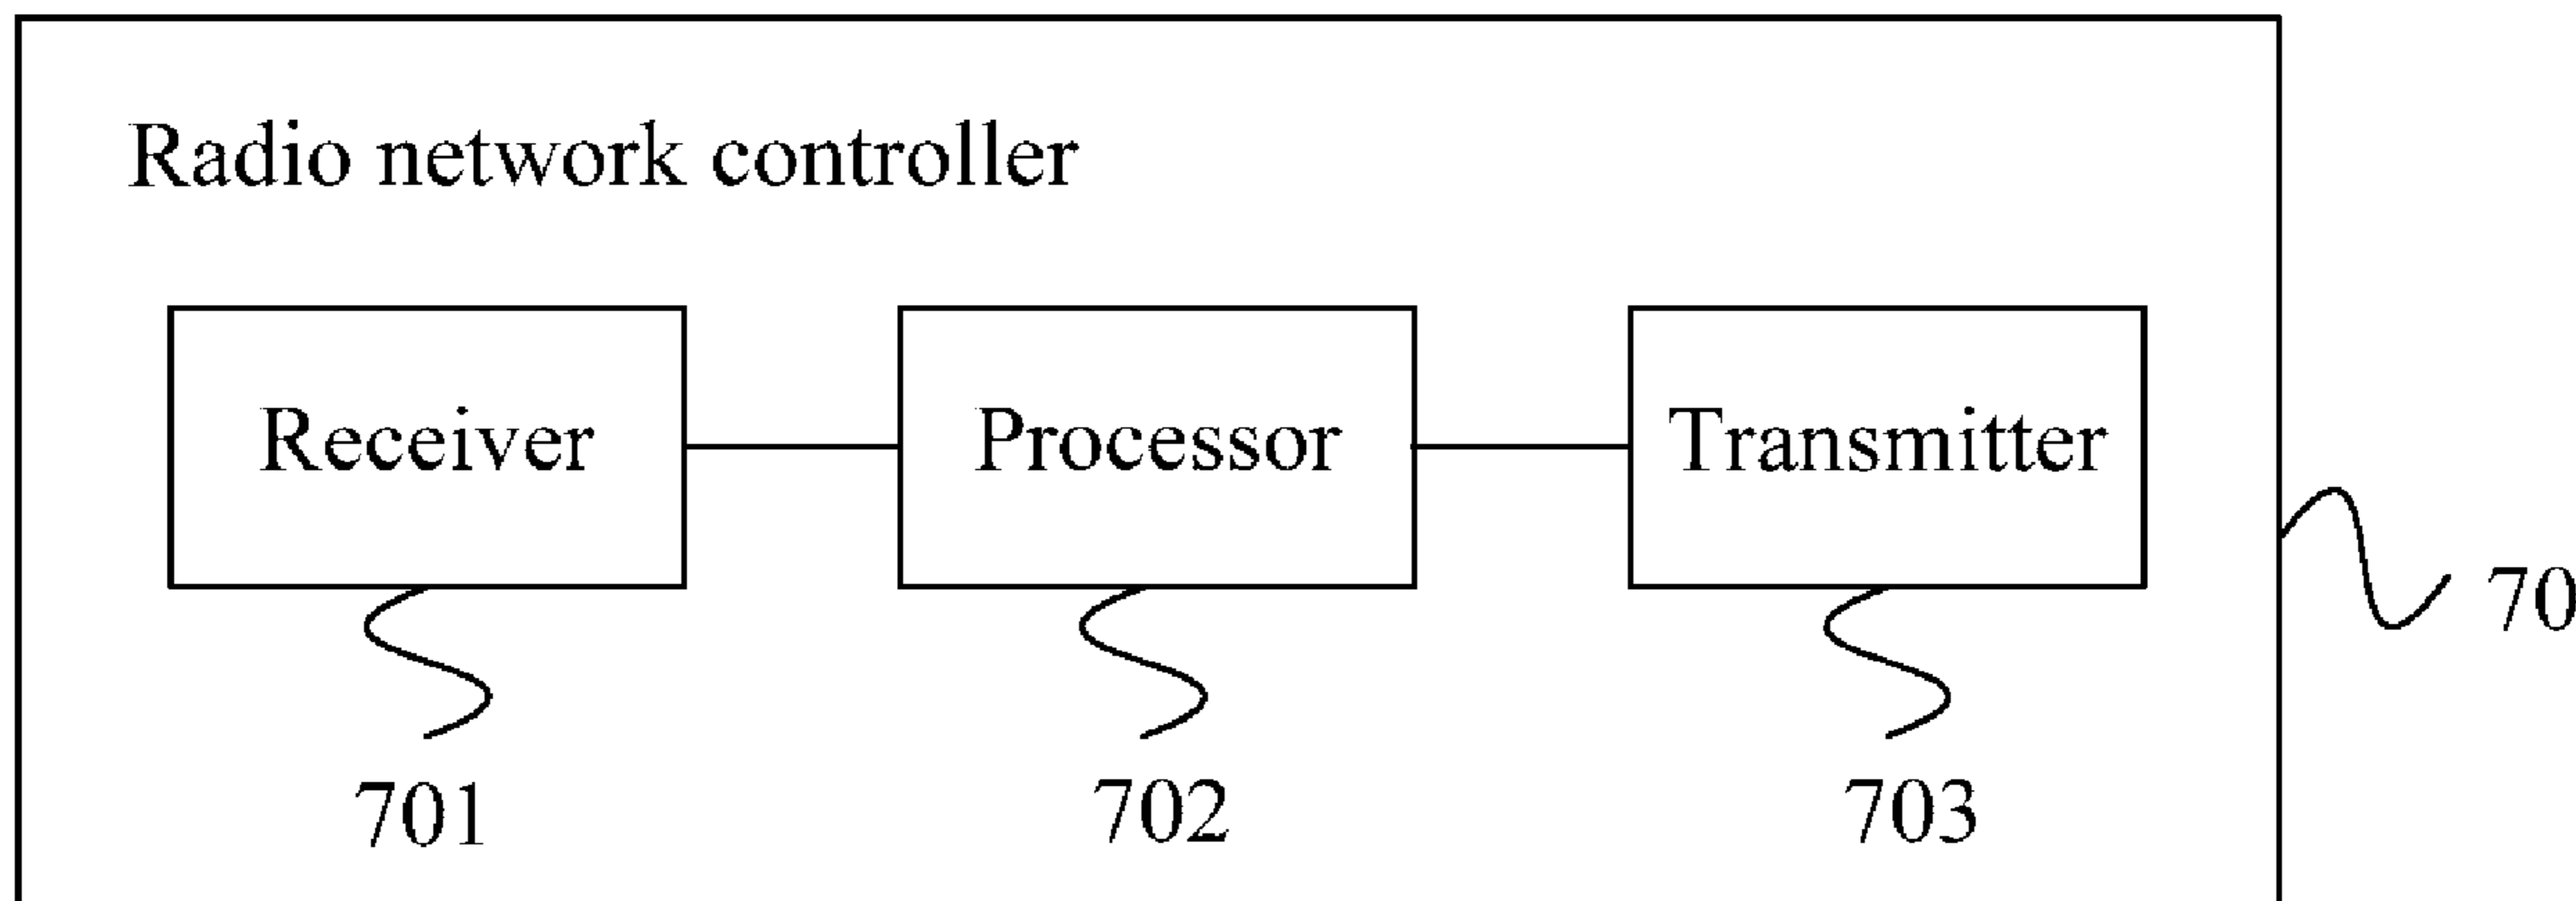 Radio network controller
Receiver
Processor
Transmitter
70
701
702
703